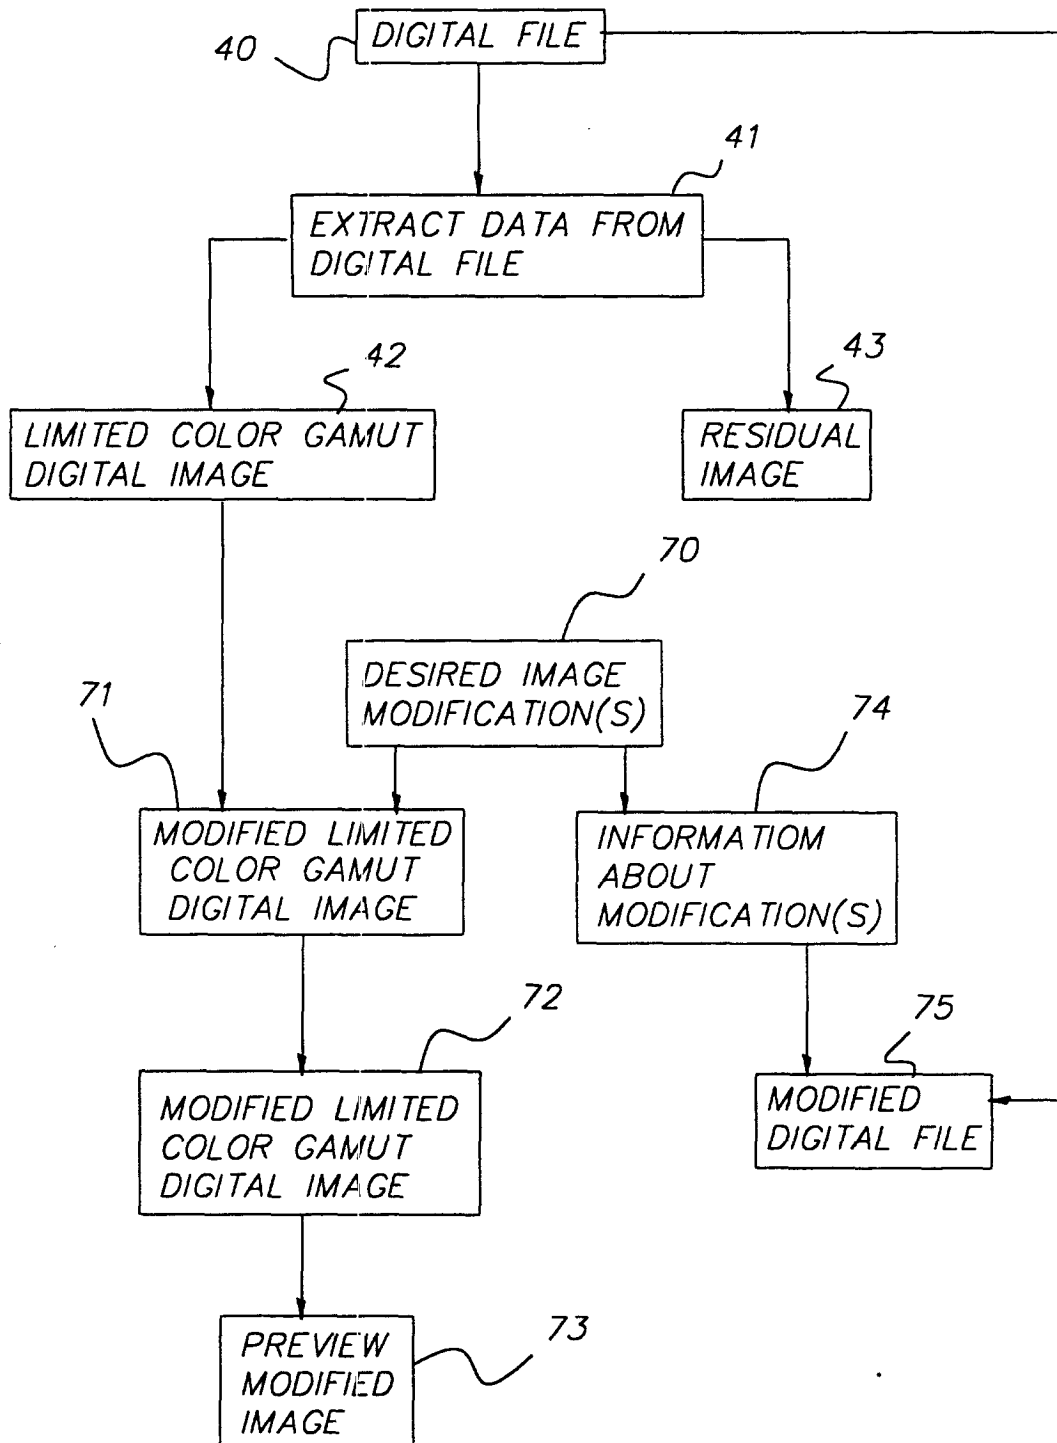 40
DIGITAL FILE
41
EXTRACT DATA FROM
DIGITAL FILE
42
LIMITED COLOR GAMUT
DIGITAL IMAGE
43
RESIDUAL
IMAGE
70
DESIRED IMAGE
MODIFICATION(S)
71
MODIFIED LIMITED
COLOR GAMUT
DIGITAL IMAGE
74
INFORMATIOM
ABOUT
MODIFICATION(S)
72
MODIFIED LIMITED
COLOR GAMUT
DIGITAL IMAGE
75
MODIFIED
DIGITAL FILE
73
PREVIEW
MODIFIED
IMAGE